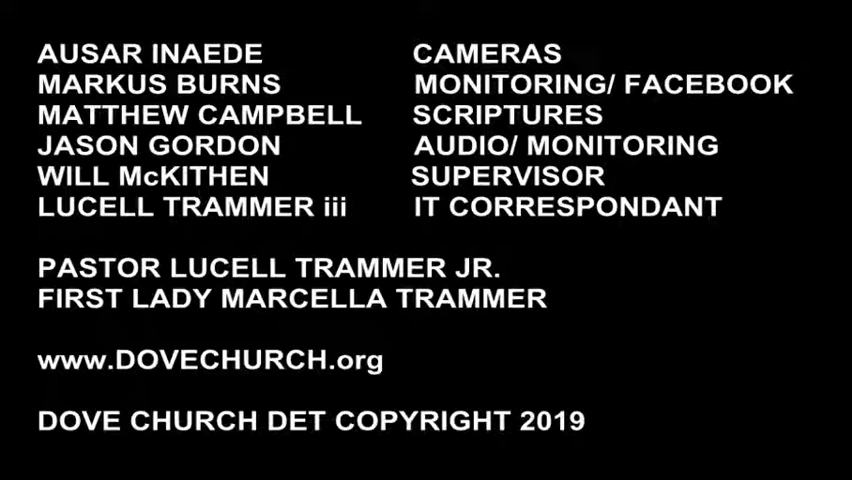 AUSAR INAEDE CAMERAS
MARKUS BURNS MONITORING/ FACEBOOK
MATTHEW CAMPBELL SCRIPTURES
JASON GORDON AUDIO/ MONITORING
WILL McKITHEN SUPERVISOR
LUCELL TRAMMER iii IT CORRESPONDANT
PASTOR LUCELL TRAMMER JR.
FIRST LADY MARCELLA TRAMMER
www.DOVECHURCH.org
DOVE CHURCH DET COPYRIGHT 2019